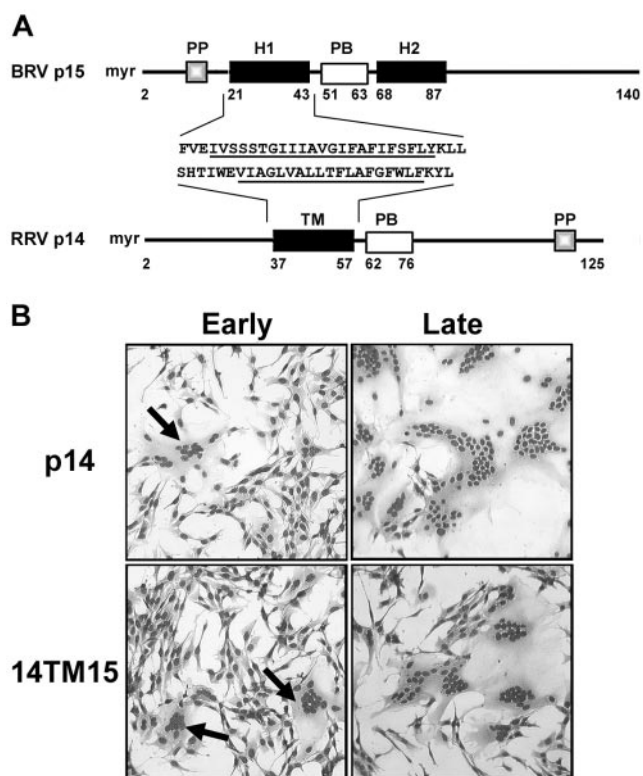 A
PP H1 PB H2
BRV p15 myr
2 21 43 51 63 68 87 140
FVEIVSSSTGIIIAVGIFAFIFSFLYKLL
SHTIWEVIAGLVALLTFLAFGFWLFKYL
TM PB PP
RRV p14 myr
2 37 57 62 76 125
B
Early Late
p14
14TM15